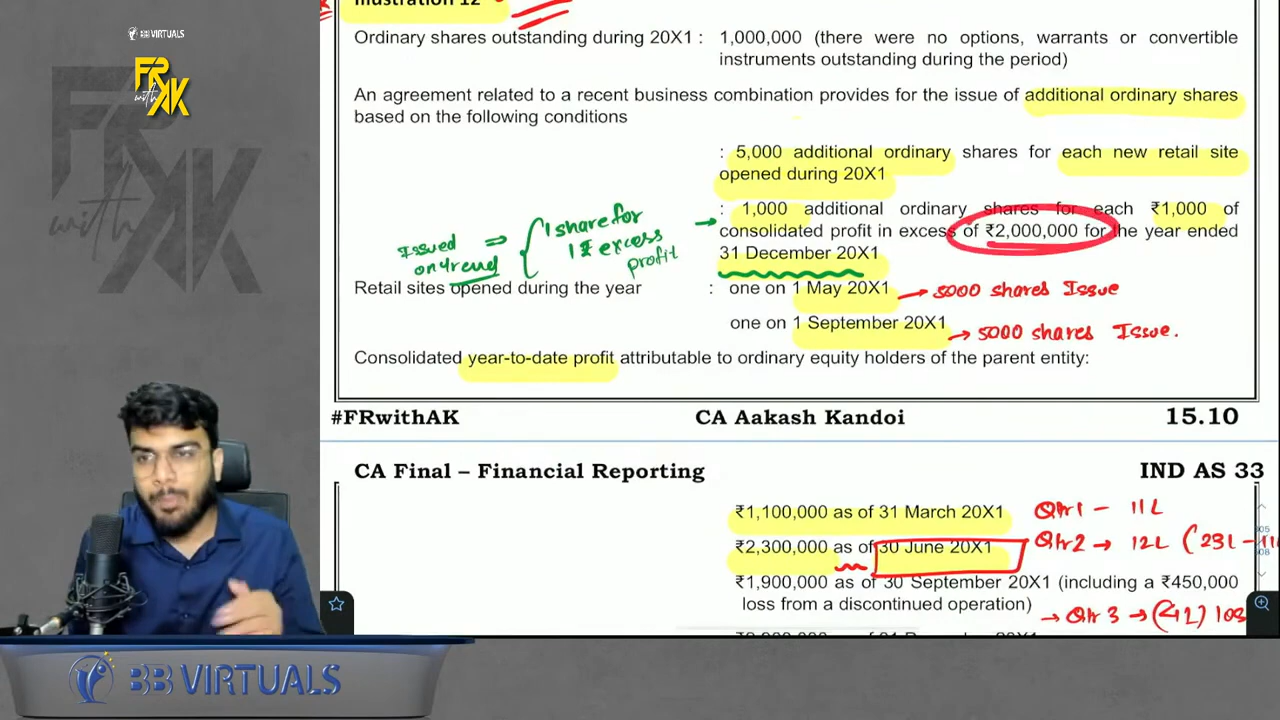 Illustration 12
BB VIRTUALS
FR
with
AK
Ordinary shares outstanding during 20X1 : 1,000,000 (there were no options, warrants or convertible
instruments outstanding during the period)
An agreement related to a recent business combination provides for the issue of additional ordinary shares
based on the following conditions
: 5,000 additional ordinary shares for each new retail site
opened during 20X1
: 1,000 additional ordinary shares for each ₹1,000 of
consolidated profit in excess of ₹2,000,000 for the year ended
31 December 20X1
Issued
on yrend
⇒ { 1 share for
1₹ excess
profit →
Retail sites opened during the year : one on 1 May 20X1 → 5000 shares Issue
one on 1 September 20X1 → 5000 shares Issue.
Consolidated year-to-date profit attributable to ordinary equity holders of the parent entity:
#FRwithAK CA Aakash Kandoi 15.10
CA Final – Financial Reporting IND AS 33
₹1,100,000 as of 31 March 20X1 Qtr1 – 11L
₹2,300,000 as of 30 June 20X1 Qtr2 → 12L (23L –
₹1,900,000 as of 30 September 20X1 (including a ₹450,000
loss from a discontinued operation) → Qtr 3 → (4L)
BB VIRTUALS